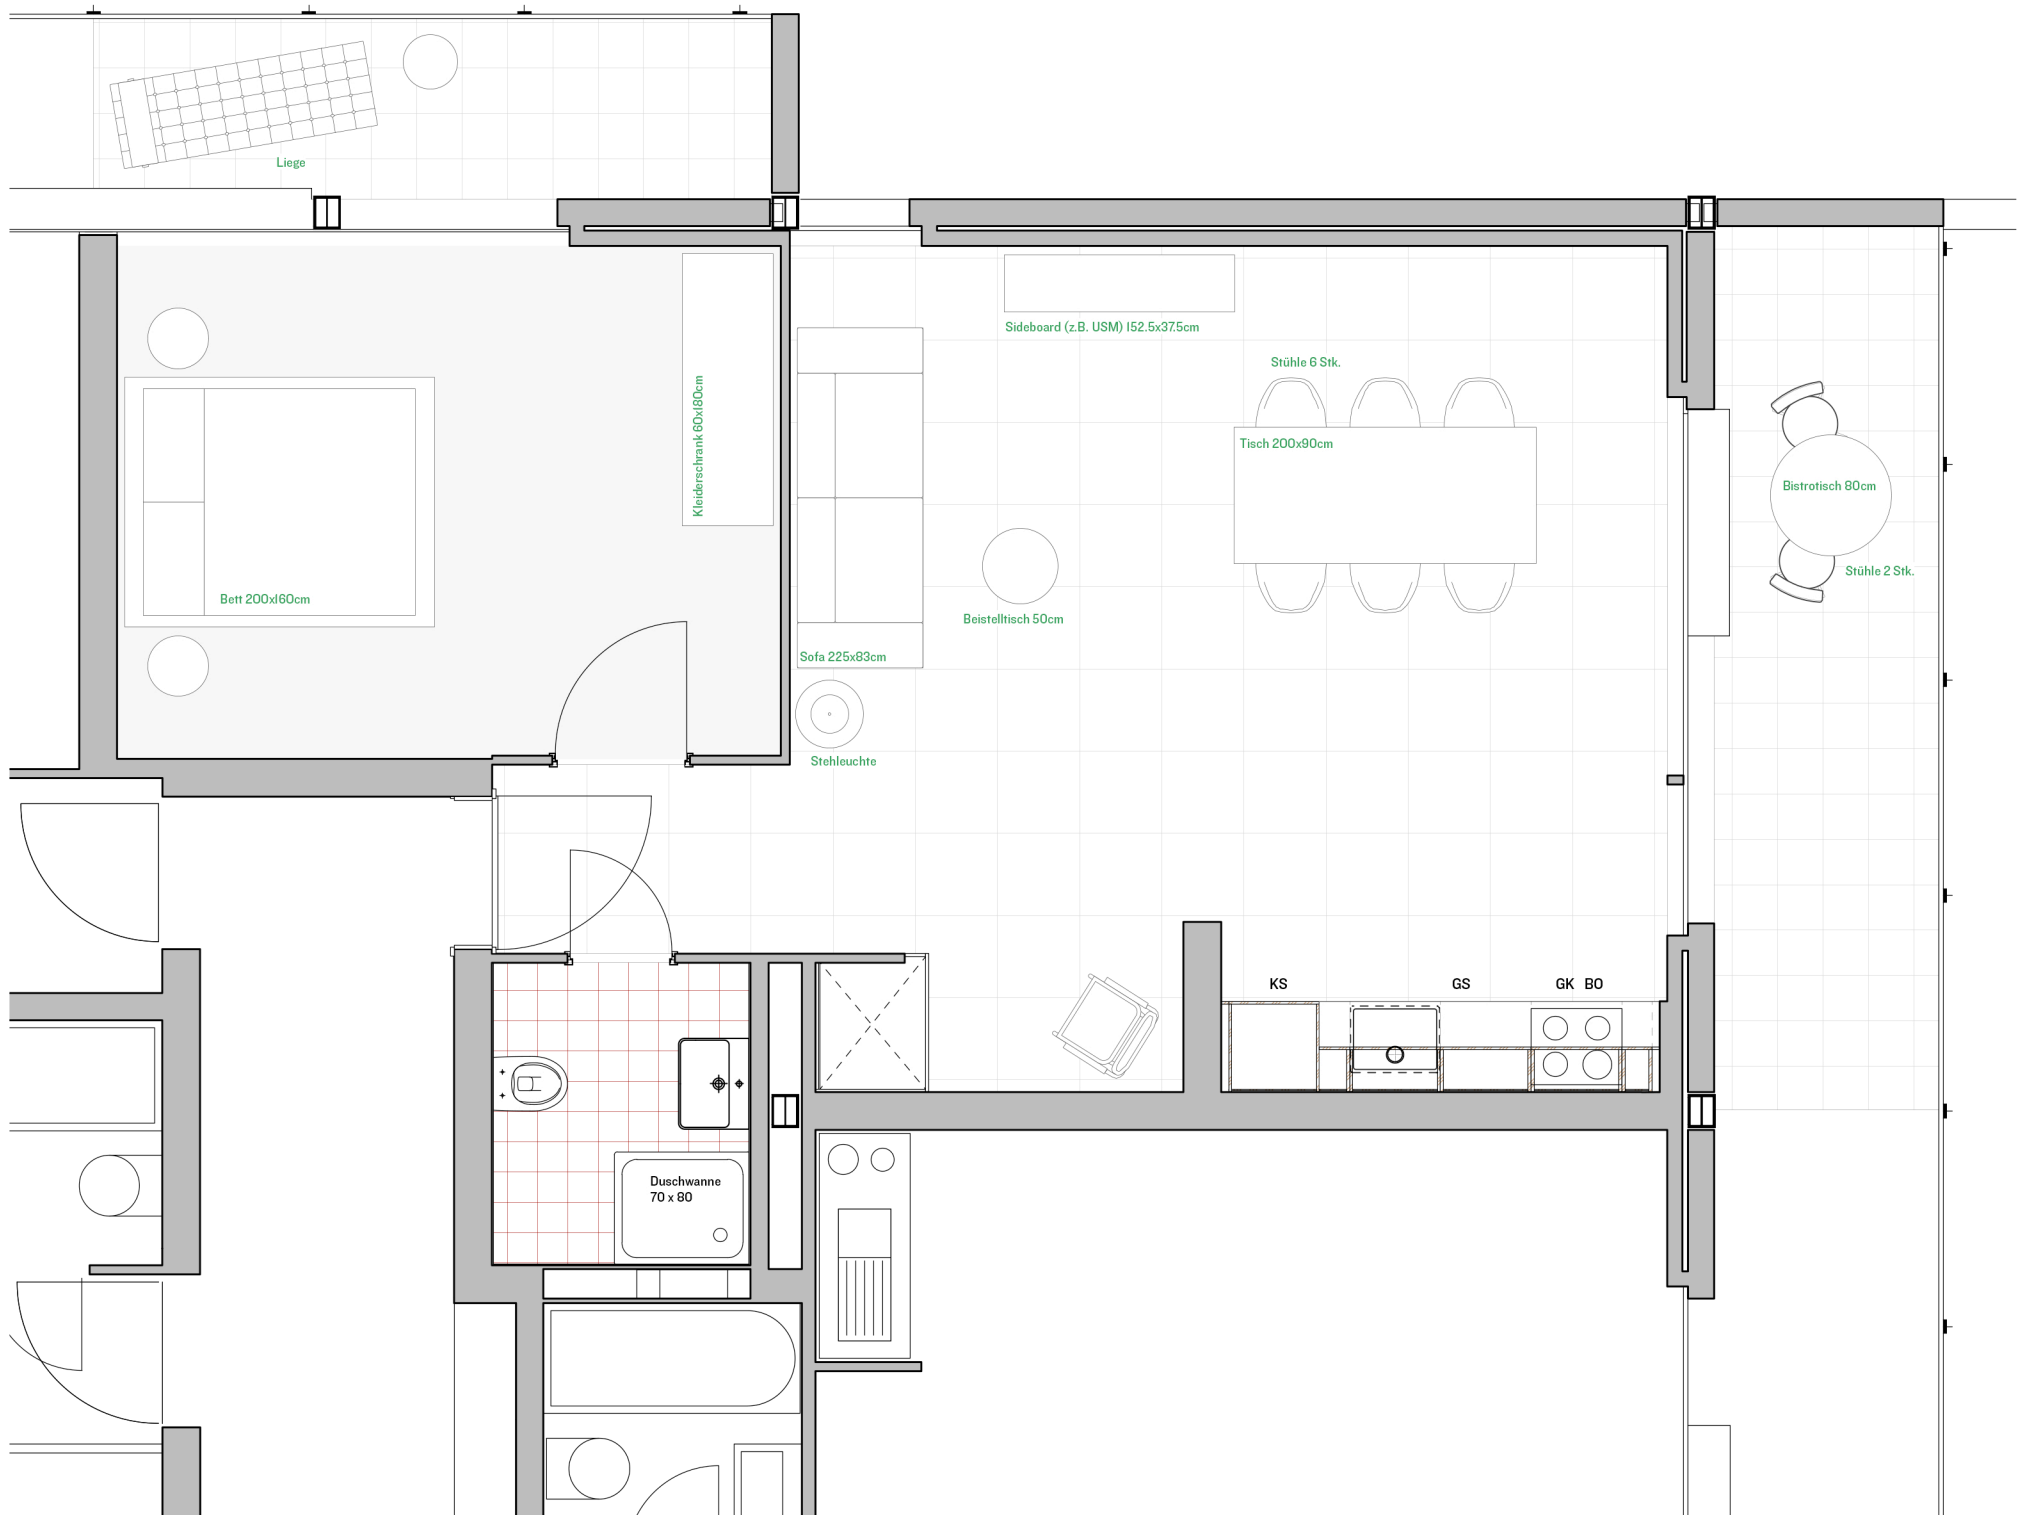 Liege
Sideboard (z.B. USM) 152.5x37.5cm
Stühle 6 Stk.
Kleiderschrank 60x180cm
Tisch 200x90cm
Bistrotisch 80cm
Stühle 2 Stk.
Bett 200x160cm
Beistelltisch 50cm
Sofa 225x83cm
Stehleuchte
KS
GS
GK BO
Duschwanne
70 x 80